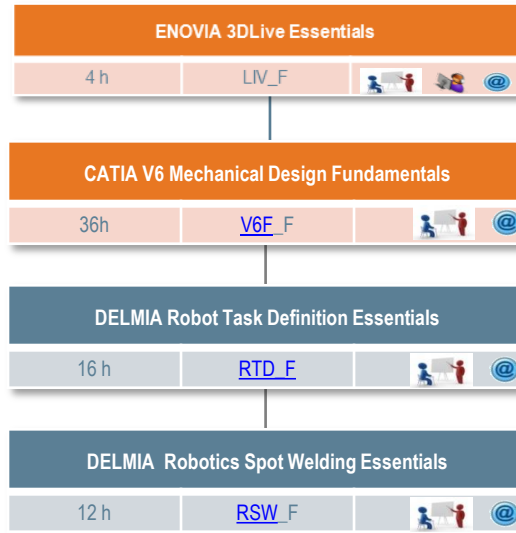 ENOVIA 3DLive Essentials
4 h LIV_F @
CATIA V6 Mechanical Design Fundamentals
36h V6F_F @
DELMIA Robot Task Definition Essentials
16 h RTD_F @
DELMIA Robotics Spot Welding Essentials
12 h RSW_F @